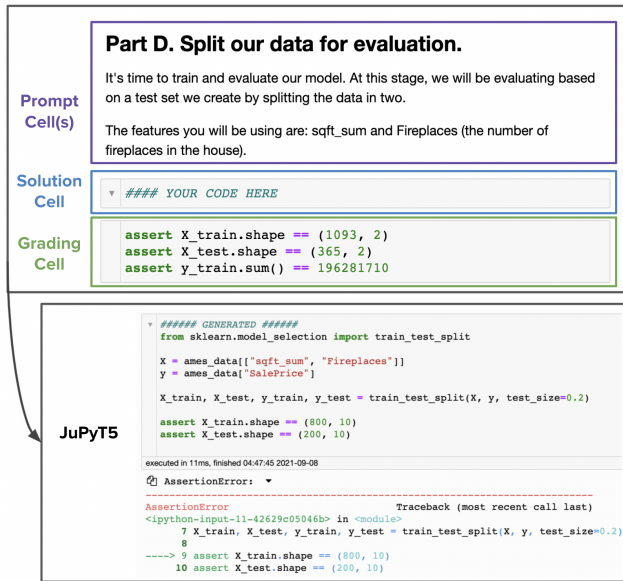 Prompt
Cell(s)
Part D. Split our data for evaluation.
It's time to train and evaluate our model. At this stage, we will be evaluating based
on a test set we create by splitting the data in two.
The features you will be using are: sqft_sum and Fireplaces (the number of
fireplaces in the house).
Solution
Cell
#### YOUR CODE HERE
Grading
Cell
assert X_train.shape == (1093, 2)
assert X_test.shape == (365, 2)
assert y_train.sum() == 196281710
JuPyT5
###### GENERATED ######
from sklearn.model_selection import train_test_split
X = ames_data[["sqft_sum", "Fireplaces"]]
y = ames_data["SalePrice"]
X_train, X_test, y_train, y_test = train_test_split(X, y, test_size=0.2)
assert X_train.shape == (800, 10)
assert X_test.shape == (200, 10)
executed in 11ms, finished 04:47:45 2021-09-08
AssertionError:
---------------------------------------------------------------------------
AssertionError Traceback (most recent call last)
<ipython-input-11-42629c05046b> in <module>
7 X_train, X_test, y_train, y_test = train_test_split(X, y, test_size=0.2)
8
----> 9 assert X_train.shape == (800, 10)
10 assert X_test.shape == (200, 10)